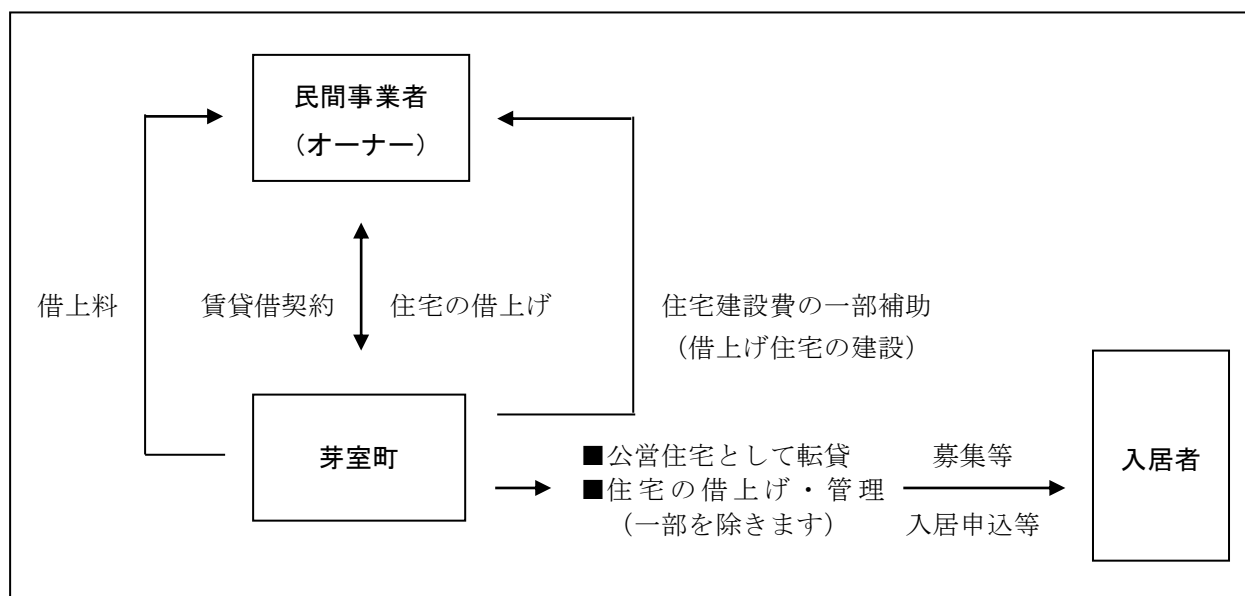 民間事業者
（オーナー）
借上料
賃貸借契約
住宅の借上げ
住宅建設費の一部補助
（借上げ住宅の建設）
芽室町
■公営住宅として転貸
■住宅の借上げ・管理
（一部を除きます）
募集等
入居申込等
入居者